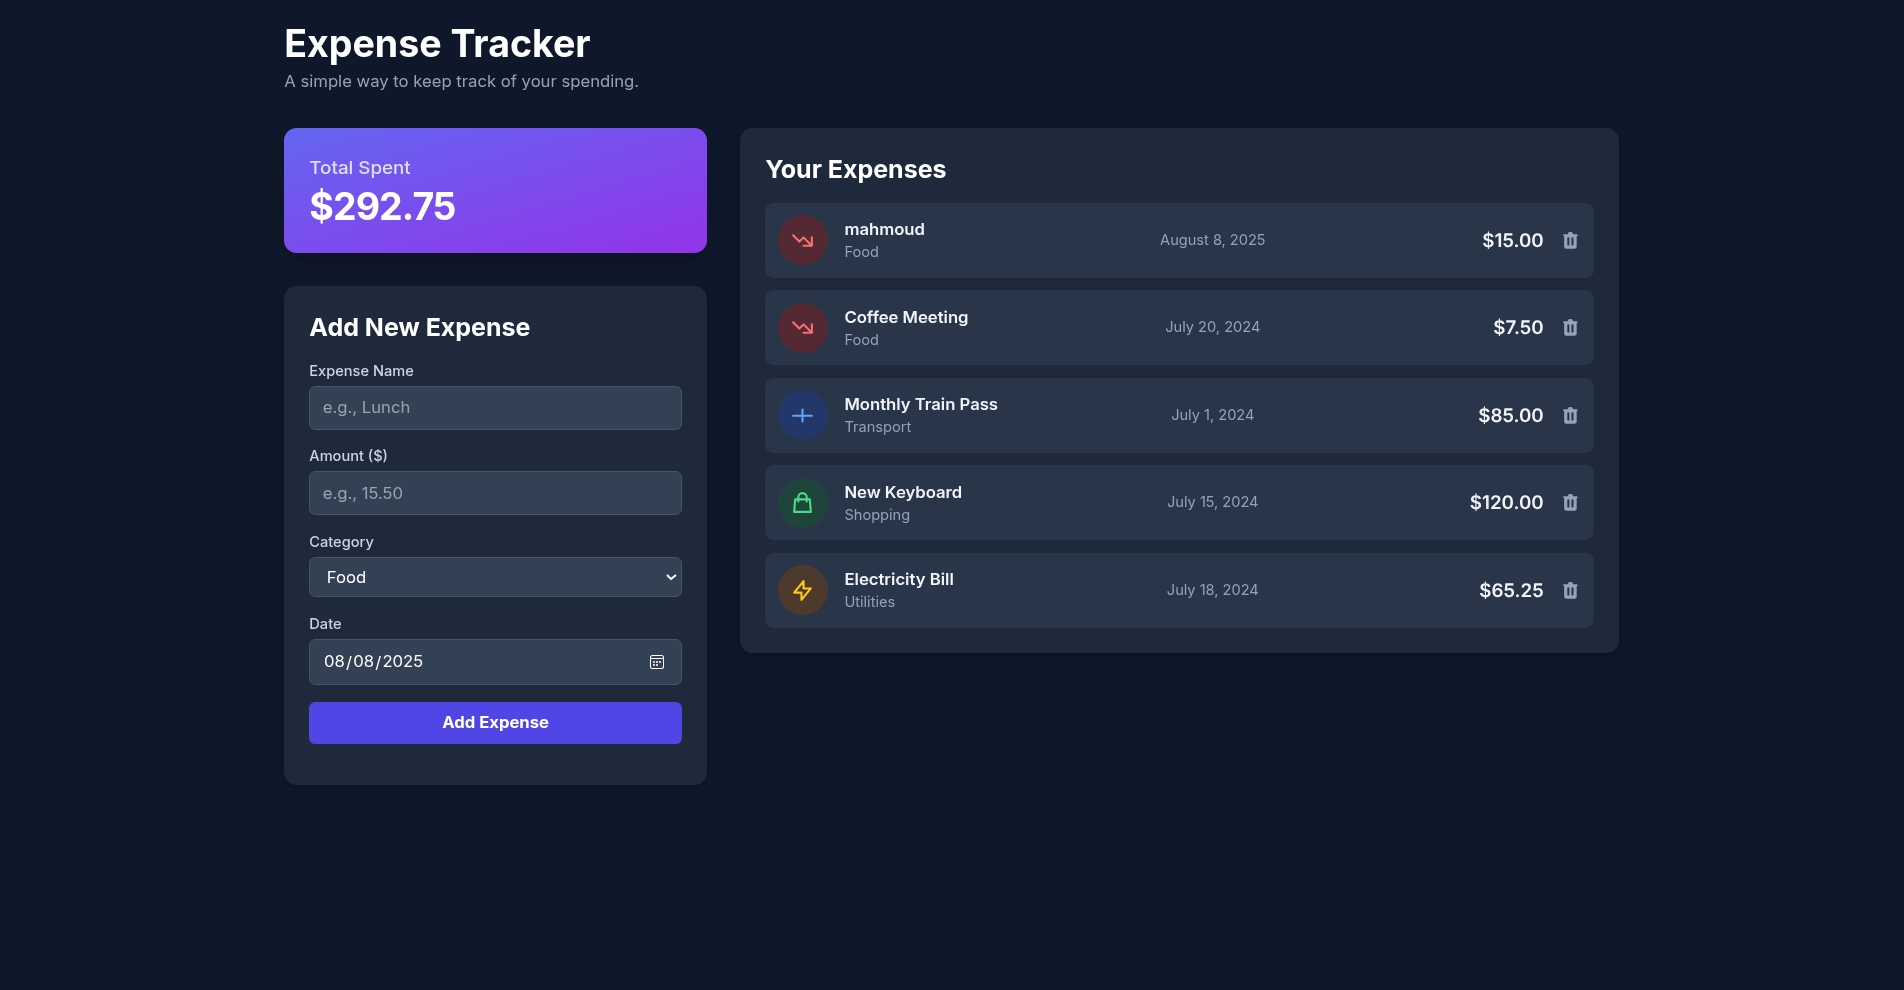 Expense Tracker
A simple way to keep track of your spending.
Total Spent
$292.75
Add New Expense
Expense Name
e.g., Lunch
Amount ($)
e.g., 15.50
Category
Food
Date
08/08/2025
Add Expense
Your Expenses
mahmoud
Food
August 8, 2025
$15.00
Coffee Meeting
Food
July 20, 2024
$7.50
Monthly Train Pass
Transport
July 1, 2024
$85.00
New Keyboard
Shopping
July 15, 2024
$120.00
Electricity Bill
Utilities
July 18, 2024
$65.25